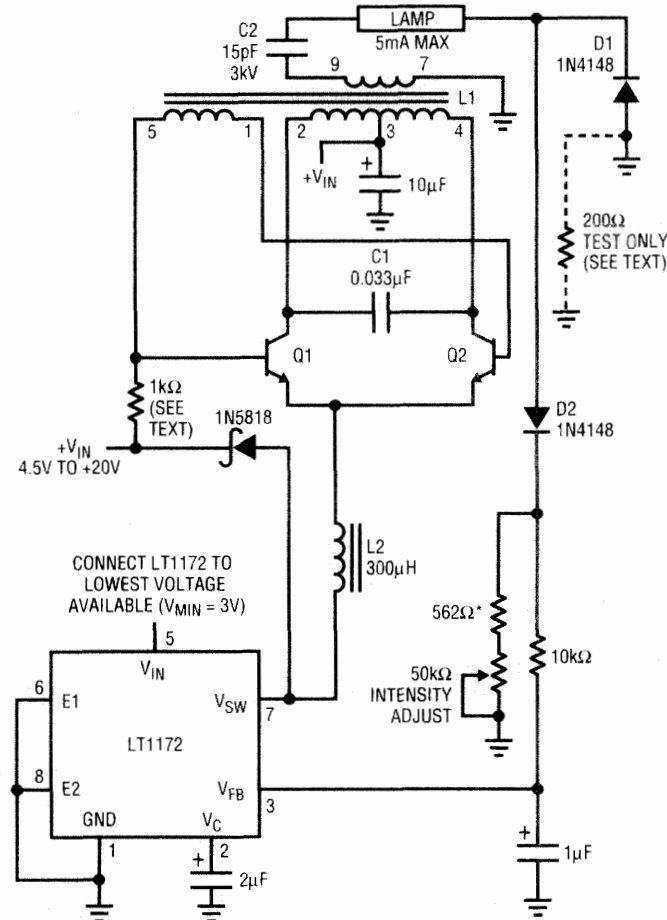 C2
15pF
3kV
LAMP
5mA MAX
D1
1N4148
9
7
L1
5
1
2
3
4
+VIN
+
10µF
200Ω
TEST ONLY
(SEE TEXT)
C1
0.033µF
Q1
Q2
1kΩ
(SEE
TEXT)
1N5818
+VIN
4.5V TO +20V
D2
1N4148
L2
300µH
CONNECT LT1172 TO
LOWEST VOLTAGE
AVAILABLE (VMIN = 3V)
5
VIN
562Ω*
10kΩ
50kΩ
INTENSITY
ADJUST
6
E1
VSW
7
LT1172
8
E2
VFB
3
GND
VC
1
2
+
2µF
+
1µF